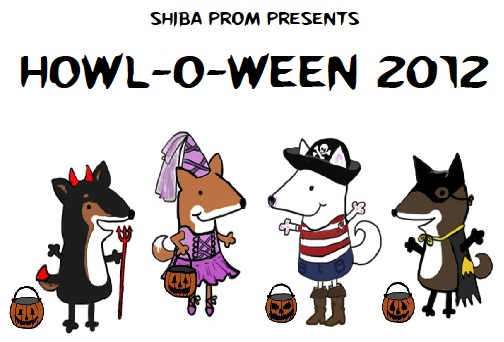 SHIBA PROM PRESENTS
HOWL-O-WEEN 2012